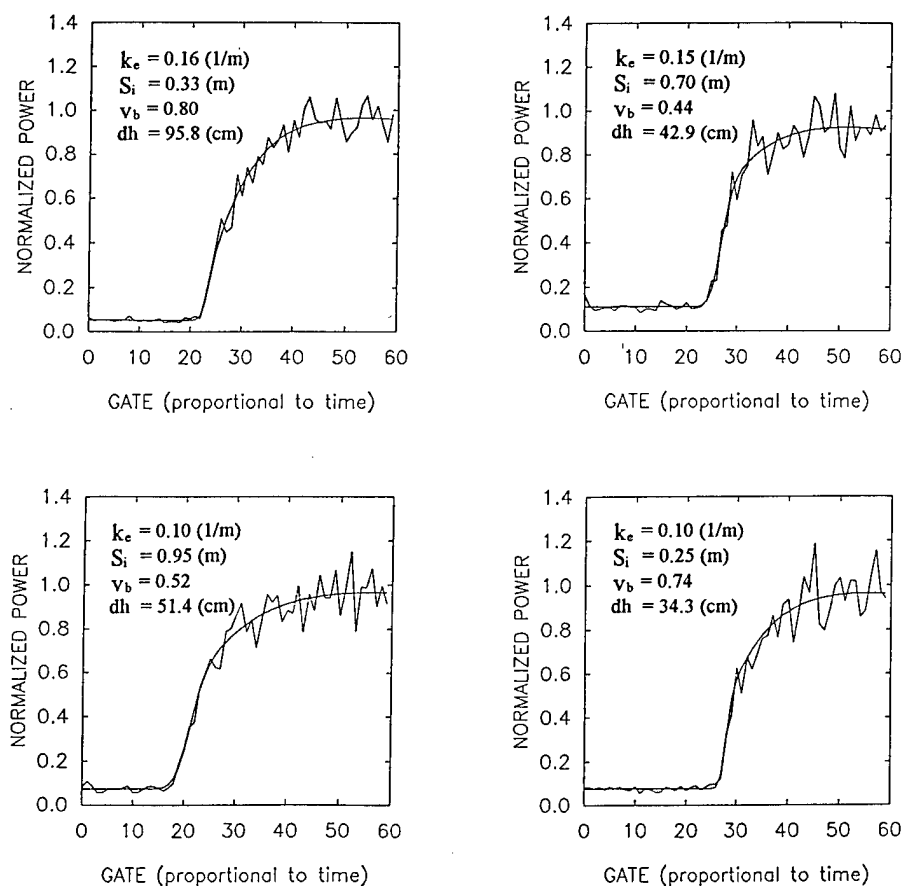 1.4
1.2
1.0
0.8
0.6
0.4
0.2
0.0
NORMALIZED POWER
k_e = 0.16 (1/m)
S_i = 0.33 (m)
v_b = 0.80
dh = 95.8 (cm)
0 10 20 30 40 50 60
GATE (proportional to time)
1.4
1.2
1.0
0.8
0.6
0.4
0.2
0.0
NORMALIZED POWER
k_e = 0.15 (1/m)
S_i = 0.70 (m)
v_b = 0.44
dh = 42.9 (cm)
0 10 20 30 40 50 60
GATE (proportional to time)
1.4
1.2
1.0
0.8
0.6
0.4
0.2
0.0
NORMALIZED POWER
k_e = 0.10 (1/m)
S_i = 0.95 (m)
v_b = 0.52
dh = 51.4 (cm)
0 10 20 30 40 50 60
GATE (proportional to time)
1.4
1.2
1.0
0.8
0.6
0.4
0.2
0.0
NORMALIZED POWER
k_e = 0.10 (1/m)
S_i = 0.25 (m)
v_b = 0.74
dh = 34.3 (cm)
0 10 20 30 40 50 60
GATE (proportional to time)